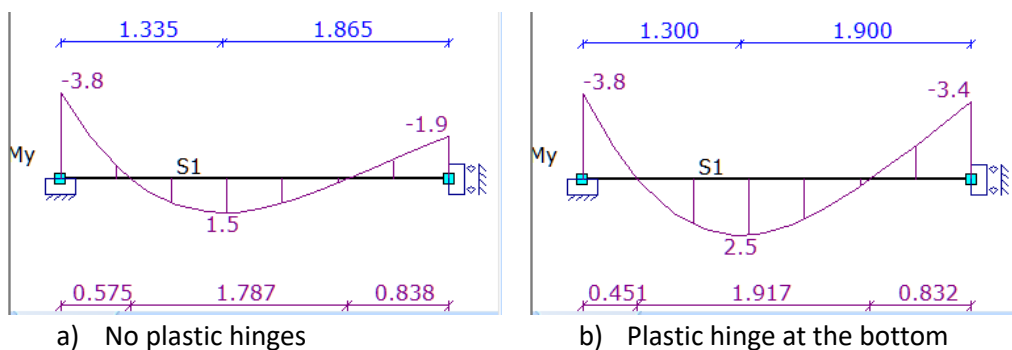 1.335 1.865
-3.8
-1.9
My
S1
1.5
0.575 1.787 0.838
a) No plastic hinges
1.300 1.900
-3.8
-3.4
My
S1
2.5
0.451 1.917 0.832
b) Plastic hinge at the bottom